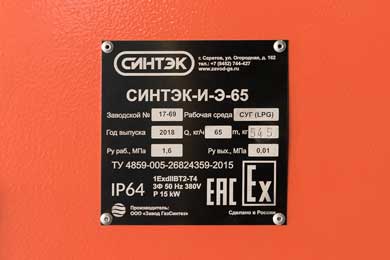 СИНТЭК
г. Саратов, ул. Огородная, д. 162
тел.: +7 (8452) 744-427
www.zavod-gs.ru
СИНТЭК-И-Э-65
Заводской № 17-69 Рабочая среда СУГ (LPG)
Год выпуска 2018 Q, кг/ч 65 m, кг 545
Pу раб., МПа 1,6 Pу вых., МПа 0,01
ТУ 4859-005-26824359-2015
IP64 1ExdIIBT2-T4
3Ф 50 Hz 380V
P 15 kW
EAC Ex
Производитель:
ООО «Завод ГазСинтез»
Сделано в России